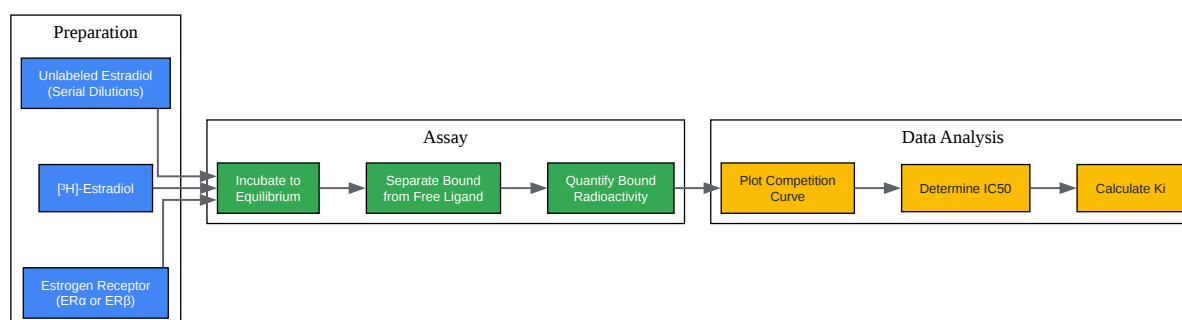 Preparation
Unlabeled Estradiol
(Serial Dilutions)
[³H]-Estradiol
Estrogen Receptor
(ERα or ERβ)
Assay
Incubate to
Equilibrium
Separate Bound
from Free Ligand
Quantify Bound
Radioactivity
Data Analysis
Plot Competition
Curve
Determine IC50
Calculate Ki